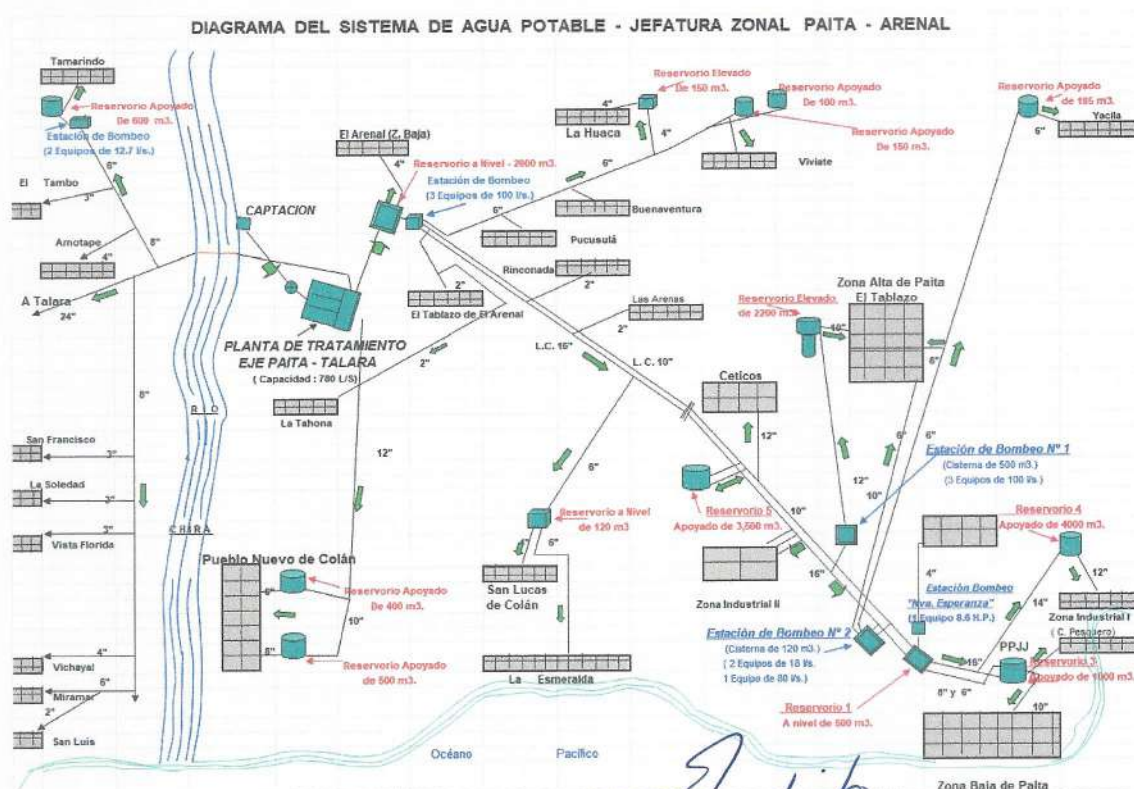 DIAGRAMA DEL SISTEMA DE AGUA POTABLE - JEFATURA ZONAL PAITA - ARENAL
Tamarindo
Reservorio Apoyado
De 600 m3.
Estación de Bombeo
(2 Equipos de 12.7 l/s.)
6"
El Tambo
3"
Amotape
4"
8"
A Talara
24"
CAPTACION
El Arenal (Z. Baja)
4"
Reservorio a Nivel - 2000 m3.
Estación de Bombeo
(3 Equipos de 100 l/s.)
Reservorio Elevado
De 150 m3.
4"
La Huaca
4"
Reservorio Apoyado
De 100 m3.
Reservorio Apoyado
De 150 m3.
Viviate
6"
Buenaventura
6"
Pucusulá
Rinconada
2"
2"
El Tablazo de El Arenal
Las Arenas
2"
Reservorio Apoyado
de 185 m3.
6"
Yacila
PLANTA DE TRATAMIENTO
EJE PAITA - TALARA
( Capacidad : 780 L/S)
2"
La Tahona
L.C. 16"
L. C. 10"
Zona Alta de Paita
El Tablazo
Reservorio Elevado
de 2200 m3.
10"
6"
Ceticos
12"
6"
6"
Estación de Bombeo Nº 1
(Cisterna de 500 m3.)
(3 Equipos de 100 l/s.)
12"
10"
8"
RIO
CHIRA
San Francisco
3"
La Soledad
3"
3"
Vista Florida
12"
6"
Reservorio a Nivel
de 120 m3
6"
San Lucas
de Colán
La Esmeralda
Reservorio 5
Apoyado de 3,500 m3.
10"
Zona Industrial II
16"
Reservorio 4
Apoyado de 4000 m3.
12"
Zona Industrial I
( C. Pesquero)
4"
14"
Estación Bombeo
"Nva. Esperanza"
(1 Equipo 8.6 H.P.)
Pueblo Nuevo de Colán
Reservorio Apoyado
De 400 m3.
10"
Reservorio Apoyado
de 500 m3.
Estación de Bombeo Nº 2
(Cisterna de 120 m3.)
( 2 Equipos de 18 l/s.
1 Equipo de 80 l/s.)
PPJJ
Reservorio 3
Apoyado de 1000 m3.
8" y 6"
10"
Reservorio 1
A nivel de 600 m3.
4"
Vichayal
6"
Miramar
2"
San Luis
Océano Pacífico
Zona Baja de Paita